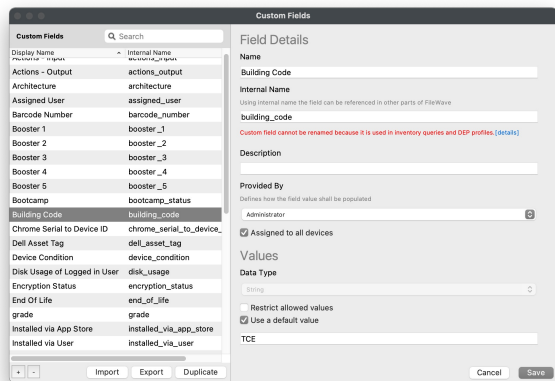 Custom Fields
Custom Fields
Search
Display Name Internal Name
Actions - Input actions_input
Actions - Output actions_output
Architecture architecture
Assigned User assigned_user
Barcode Number barcode_number
Booster 1 booster_1
Booster 2 booster_2
Booster 3 booster_3
Booster 4 booster_4
Booster 5 booster_5
Bootcamp bootcamp_status
Building Code building_code
Chrome Serial to Device ID chrome_serial_to_device_
Dell Asset Tag dell_asset_tag
Device Condition device_condition
Disk Usage of Logged in User disk_usage
Encryption Status encryption_status
End Of Life end_of_life
grade grade
Installed via App Store installed_via_app_store
Installed via User installed_via_user
+ - Import Export Duplicate
Field Details
Name
Building Code
Internal Name
Using internal name the field can be referenced in other parts of FileWave
building_code
Custom field cannot be renamed because it is used in inventory queries and DEP profiles.[details]
Description
Provided By
Defines how the field value shall be populated
Administrator
Assigned to all devices
Values
Data Type
String
Restrict allowed values
Use a default value
TCE
Cancel Save